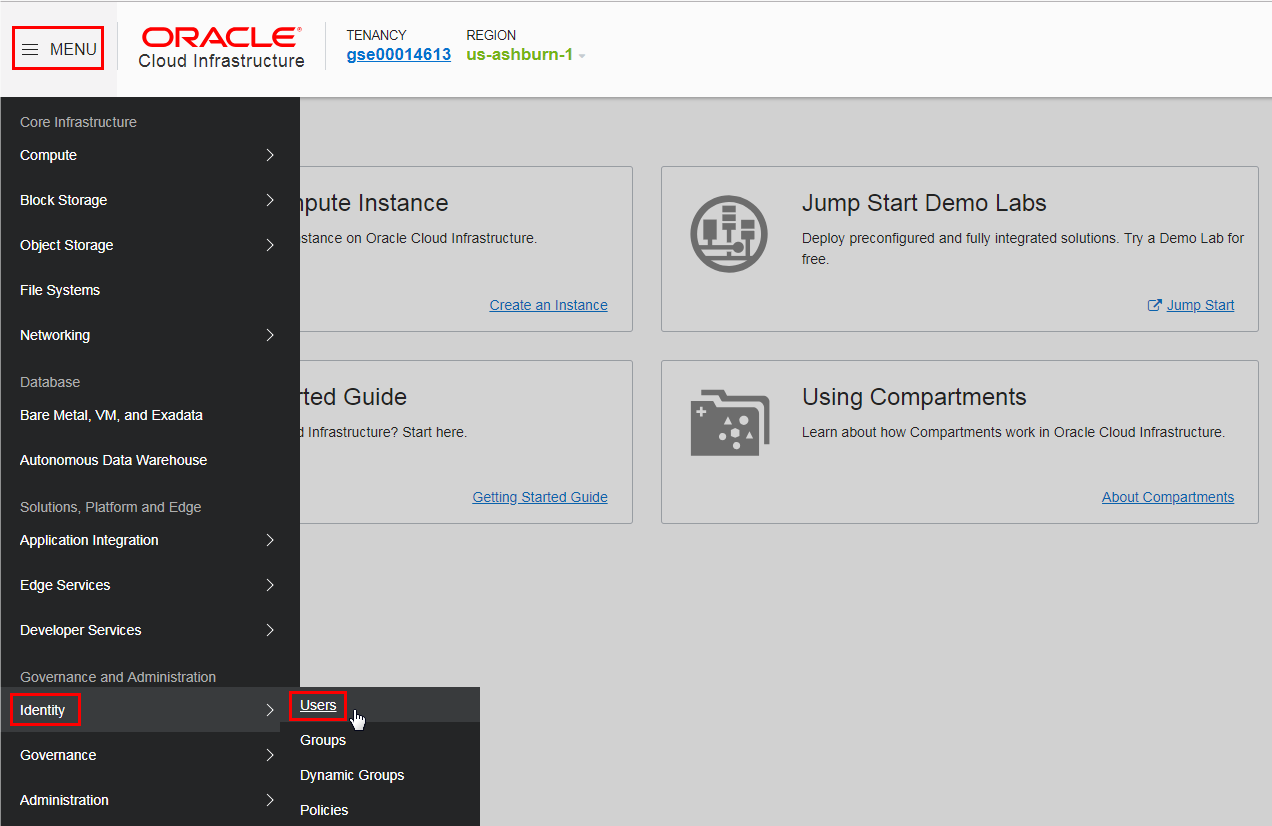 MENU
ORACLE
Cloud Infrastructure
TENANCY
gse00014613
REGION
us-ashburn-1
Core Infrastructure
Compute
Block Storage
Object Storage
File Systems
Networking
Database
Bare Metal, VM, and Exadata
Autonomous Data Warehouse
Solutions, Platform and Edge
Application Integration
Edge Services
Developer Services
Governance and Administration
Identity
Governance
Administration
Users
Groups
Dynamic Groups
Policies
Instance
on Oracle Cloud Infrastructure.
Create an Instance
Jump Start Demo Labs
Deploy preconfigured and fully integrated solutions. Try a Demo Lab for
free.
Jump Start
Guide
Infrastructure? Start here.
Getting Started Guide
Using Compartments
Learn about how Compartments work in Oracle Cloud Infrastructure.
About Compartments